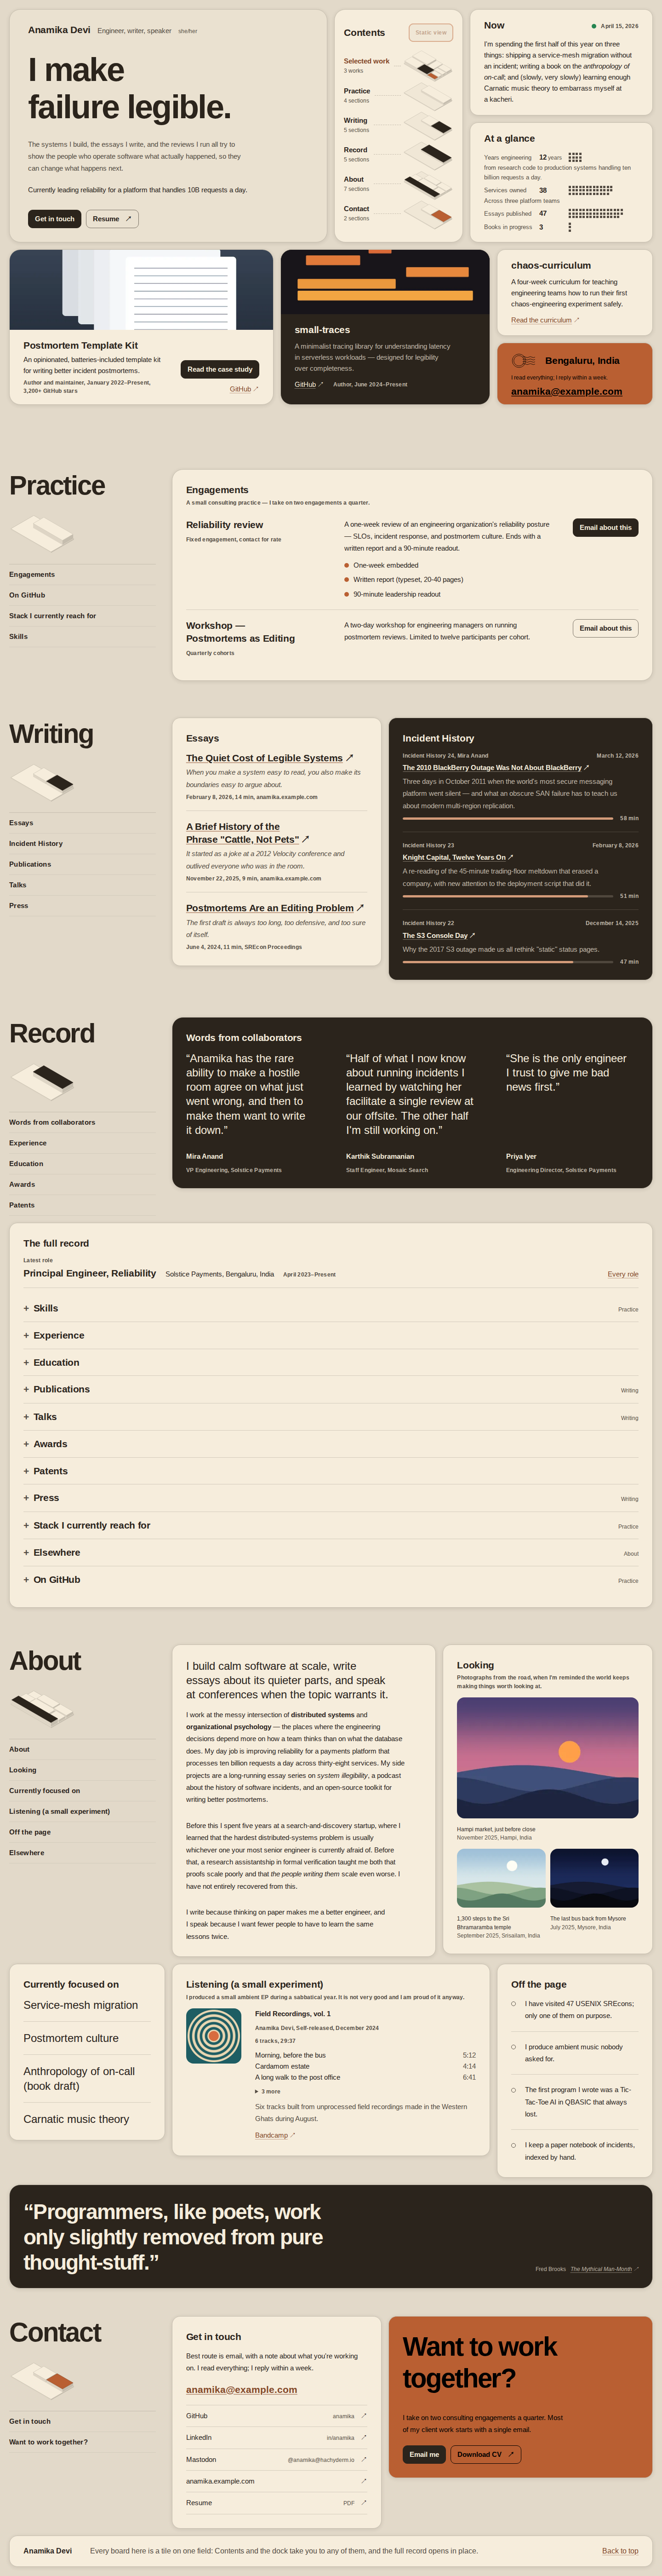 Anamika Devi Engineer, writer, speaker she/her
I make
failure legible.
The systems I build, the essays I write, and the reviews I run all try to
show the people who operate software what actually happened, so they
can change what happens next.
Currently leading reliability for a platform that handles 10B requests a day.
Get in touch
Resume ↗
Contents
Static view
Selected work
3 works
Practice
4 sections
Writing
5 sections
Record
5 sections
About
7 sections
Contact
2 sections
Now
April 15, 2026
I'm spending the first half of this year on three
things: shipping a service-mesh migration without
an incident; writing a book on the anthropology of
on-call; and (slowly, very slowly) learning enough
Carnatic music theory to embarrass myself at
a kacheri.
At a glance
Years engineering 12 years
from research code to production systems handling ten
billion requests a day.
Services owned 38
Across three platform teams
Essays published 47
Books in progress 3
Postmortem Template Kit
An opinionated, batteries-included template kit
for writing better incident postmortems.
Author and maintainer, January 2022–Present,
3,200+ GitHub stars
Read the case study
GitHub ↗
small-traces
A minimalist tracing library for understanding latency
in serverless workloads — designed for legibility
over completeness.
GitHub ↗ Author, June 2024–Present
chaos-curriculum
A four-week curriculum for teaching
engineering teams how to run their first
chaos-engineering experiment safely.
Read the curriculum ↗
Bengaluru, India
I read everything; I reply within a week.
anamika@example.com
Practice
Engagements
On GitHub
Stack I currently reach for
Skills
Engagements
A small consulting practice — I take on two engagements a quarter.
Reliability review
Fixed engagement, contact for rate
A one-week review of an engineering organization's reliability posture
— SLOs, incident response, and postmortem culture. Ends with a
written report and a 90-minute readout.
One-week embedded
Written report (typeset, 20-40 pages)
90-minute leadership readout
Email about this
Workshop —
Postmortems as Editing
Quarterly cohorts
A two-day workshop for engineering managers on running
postmortem reviews. Limited to twelve participants per cohort.
Email about this
Writing
Essays
Incident History
Publications
Talks
Press
Essays
The Quiet Cost of Legible Systems ↗
When you make a system easy to read, you also make its
boundaries easy to argue about.
February 8, 2026, 14 min, anamika.example.com
A Brief History of the
Phrase "Cattle, Not Pets" ↗
It started as a joke at a 2012 Velocity conference and
outlived everyone who was in the room.
November 22, 2025, 9 min, anamika.example.com
Postmortems Are an Editing Problem ↗
The first draft is always too long, too defensive, and too sure
of itself.
June 4, 2024, 11 min, SREcon Proceedings
Incident History
Incident History 24, Mira Anand March 12, 2026
The 2010 BlackBerry Outage Was Not About BlackBerry ↗
Three days in October 2011 when the world's most secure messaging
platform went silent — and what an obscure SAN failure has to teach us
about modern multi-region replication.
58 min
Incident History 23 February 8, 2026
Knight Capital, Twelve Years On ↗
A re-reading of the 45-minute trading-floor meltdown that erased a
company, with new attention to the deployment script that did it.
51 min
Incident History 22 December 14, 2025
The S3 Console Day ↗
Why the 2017 S3 outage made us all rethink "static" status pages.
47 min
Record
Words from collaborators
Experience
Education
Awards
Patents
Words from collaborators
“Anamika has the rare
ability to make a hostile
room agree on what just
went wrong, and then to
make them want to write
it down.”
Mira Anand
VP Engineering, Solstice Payments
“Half of what I now know
about running incidents I
learned by watching her
facilitate a single review at
our offsite. The other half
I'm still working on.”
Karthik Subramanian
Staff Engineer, Mosaic Search
“She is the only engineer
I trust to give me bad
news first.”
Priya Iyer
Engineering Director, Solstice Payments
The full record
Latest role
Principal Engineer, Reliability Solstice Payments, Bengaluru, India April 2023–Present Every role
+ Skills Practice
+ Experience
+ Education
+ Publications Writing
+ Talks Writing
+ Awards
+ Patents
+ Press Writing
+ Stack I currently reach for Practice
+ Elsewhere About
+ On GitHub Practice
About
About
Looking
Currently focused on
Listening (a small experiment)
Off the page
Elsewhere
I build calm software at scale, write
essays about its quieter parts, and speak
at conferences when the topic warrants it.
I work at the messy intersection of distributed systems and
organizational psychology — the places where the engineering
decisions depend more on how a team thinks than on what the database
does. My day job is improving reliability for a payments platform that
processes ten billion requests a day across thirty-eight services. My side
projects are a long-running essay series on system illegibility, a podcast
about the history of software incidents, and an open-source toolkit for
writing better postmortems.
Before this I spent five years at a search-and-discovery startup, where I
learned that the hardest distributed-systems problem is usually
whichever one your most senior engineer is currently afraid of. Before
that, a research assistantship in formal verification taught me both that
proofs scale poorly and that the people writing them scale even worse. I
have not entirely recovered from this.
I write because thinking on paper makes me a better engineer, and
I speak because I want fewer people to have to learn the same
lessons twice.
Looking
Photographs from the road, when I'm reminded the world keeps
making things worth looking at.
Hampi market, just before close
November 2025, Hampi, India
1,300 steps to the Sri
Bhramaramba temple
September 2025, Srisailam, India
The last bus back from Mysore
July 2025, Mysore, India
Currently focused on
Service-mesh migration
Postmortem culture
Anthropology of on-call
(book draft)
Carnatic music theory
Listening (a small experiment)
I produced a small ambient EP during a sabbatical year. It is not very good and I am proud of it anyway.
Field Recordings, vol. 1
Anamika Devi, Self-released, December 2024
6 tracks, 29:37
Morning, before the bus 5:12
Cardamom estate 4:14
A long walk to the post office 6:41
▶ 3 more
Six tracks built from unprocessed field recordings made in the Western
Ghats during August.
Bandcamp ↗
Off the page
I have visited 47 USENIX SREcons;
only one of them on purpose.
I produce ambient music nobody
asked for.
The first program I wrote was a Tic-
Tac-Toe AI in QBASIC that always
lost.
I keep a paper notebook of incidents,
indexed by hand.
“Programmers, like poets, work
only slightly removed from pure
thought-stuff.”
Fred Brooks The Mythical Man-Month ↗
Contact
Get in touch
Want to work together?
Get in touch
Best route is email, with a note about what you're working
on. I read everything; I reply within a week.
anamika@example.com
GitHub anamika ↗
LinkedIn in/anamika ↗
Mastodon @anamika@hachyderm.io ↗
anamika.example.com ↗
Resume PDF ↗
Want to work
together?
I take on two consulting engagements a quarter. Most
of my client work starts with a single email.
Email me
Download CV ↗
Anamika Devi Every board here is a tile on one field: Contents and the dock take you to any of them, and the full record opens in place. Back to top